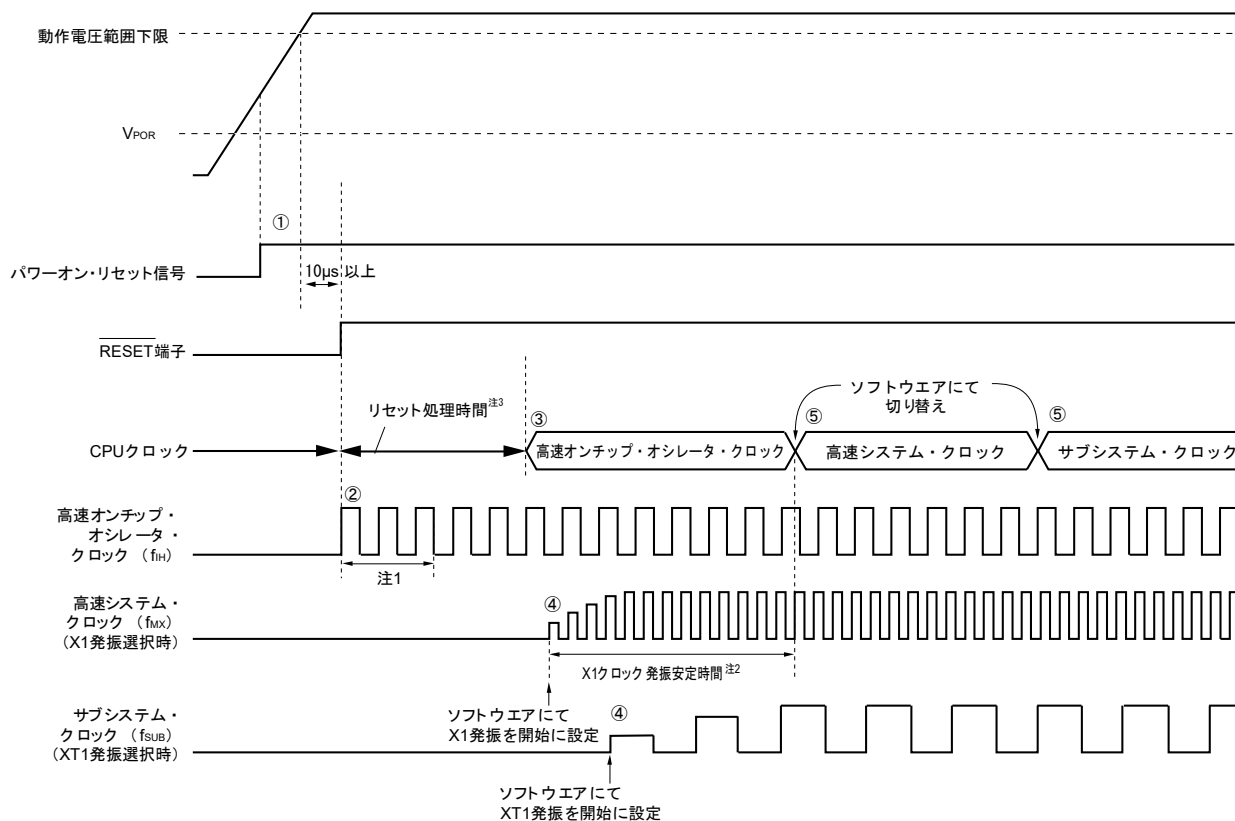 動作電圧範囲下限
VPOR
①
パワーオン・リセット信号
10μs 以上
RESET端子
リセット処理時間注3
ソフトウエアにて
切り替え
③
⑤
⑤
CPUクロック
高速オンチップ・オシレータ・クロック
高速システム・クロック
サブシステム・クロック
②
高速オンチップ・
オシレータ・
クロック (fIH)
注1
高速システム・
クロック (fMX)
(X1発振選択時)
④
X1クロック発振安定時間注2
ソフトウエアにて
X1発振を開始に設定
サブシステム・
クロック (fSUB)
(XT1発振選択時)
④
ソフトウエアにて
XT1発振を開始に設定